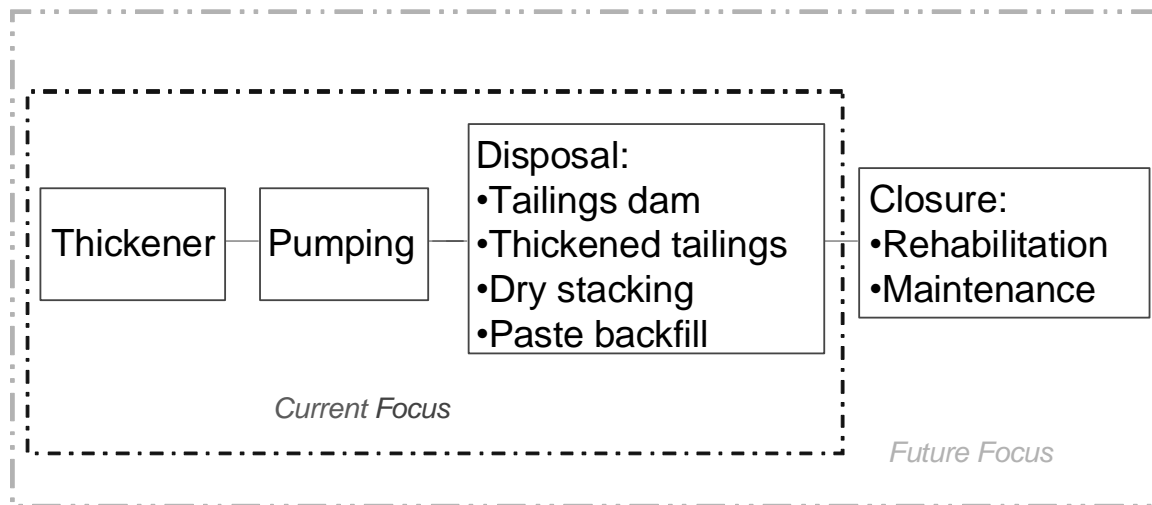 Thickener
Pumping
Disposal:
•Tailings dam
•Thickened tailings
•Dry stacking
•Paste backfill
Closure:
•Rehabilitation
•Maintenance
Current Focus
Future Focus